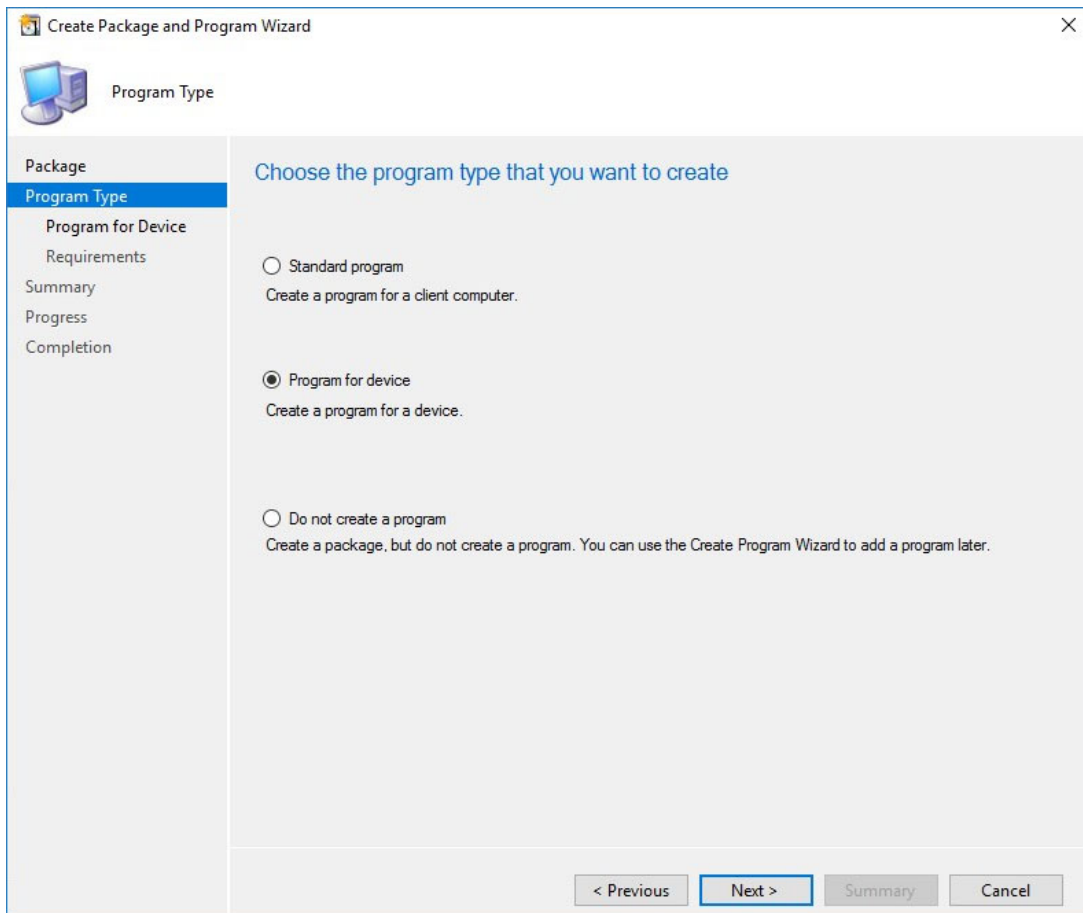 Create Package and Program Wizard
Program Type
Package
Program Type
Program for Device
Requirements
Summary
Progress
Completion
Choose the program type that you want to create
Standard program
Create a program for a client computer.
Program for device
Create a program for a device.
Do not create a program
Create a package, but do not create a program. You can use the Create Program Wizard to add a program later.
< Previous
Next >
Summary
Cancel